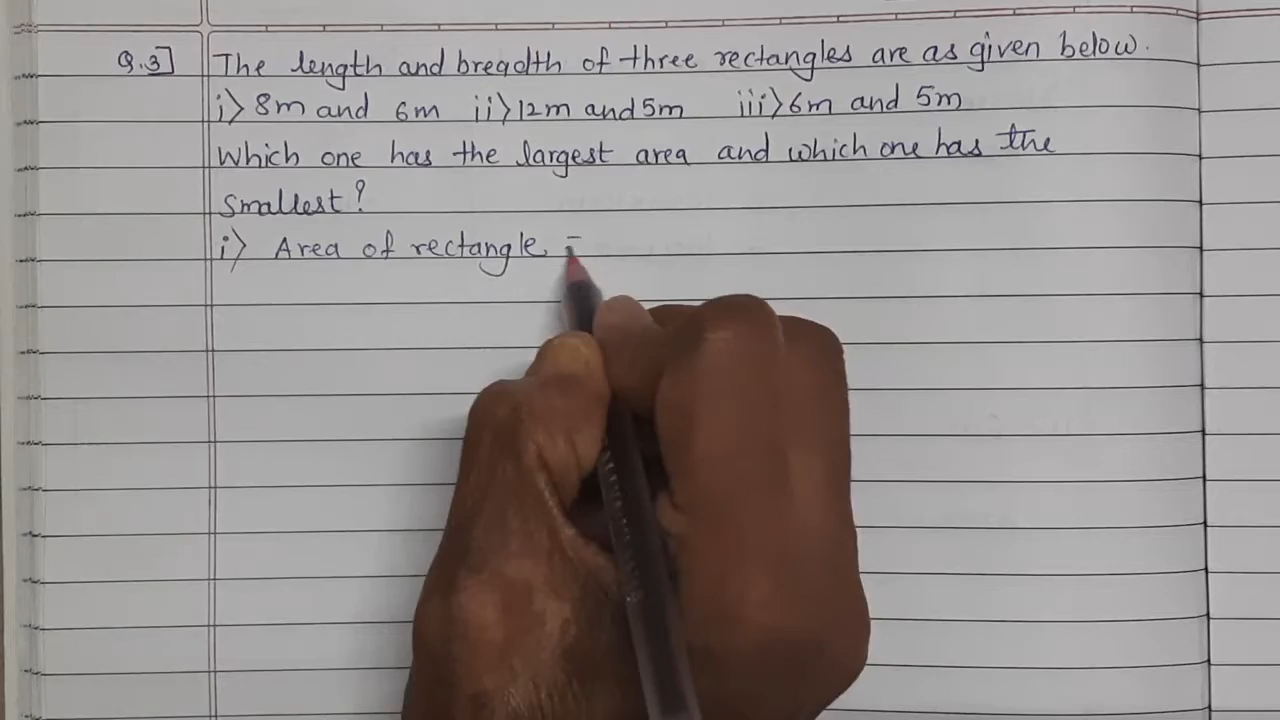 Q.3] The length and breadth of three rectangles are as given below.
i> 8m and 6m ii> 12m and 5m iii> 6m and 5m
Which one has the largest area and which one has the
smallest?
i> Area of rectangle =